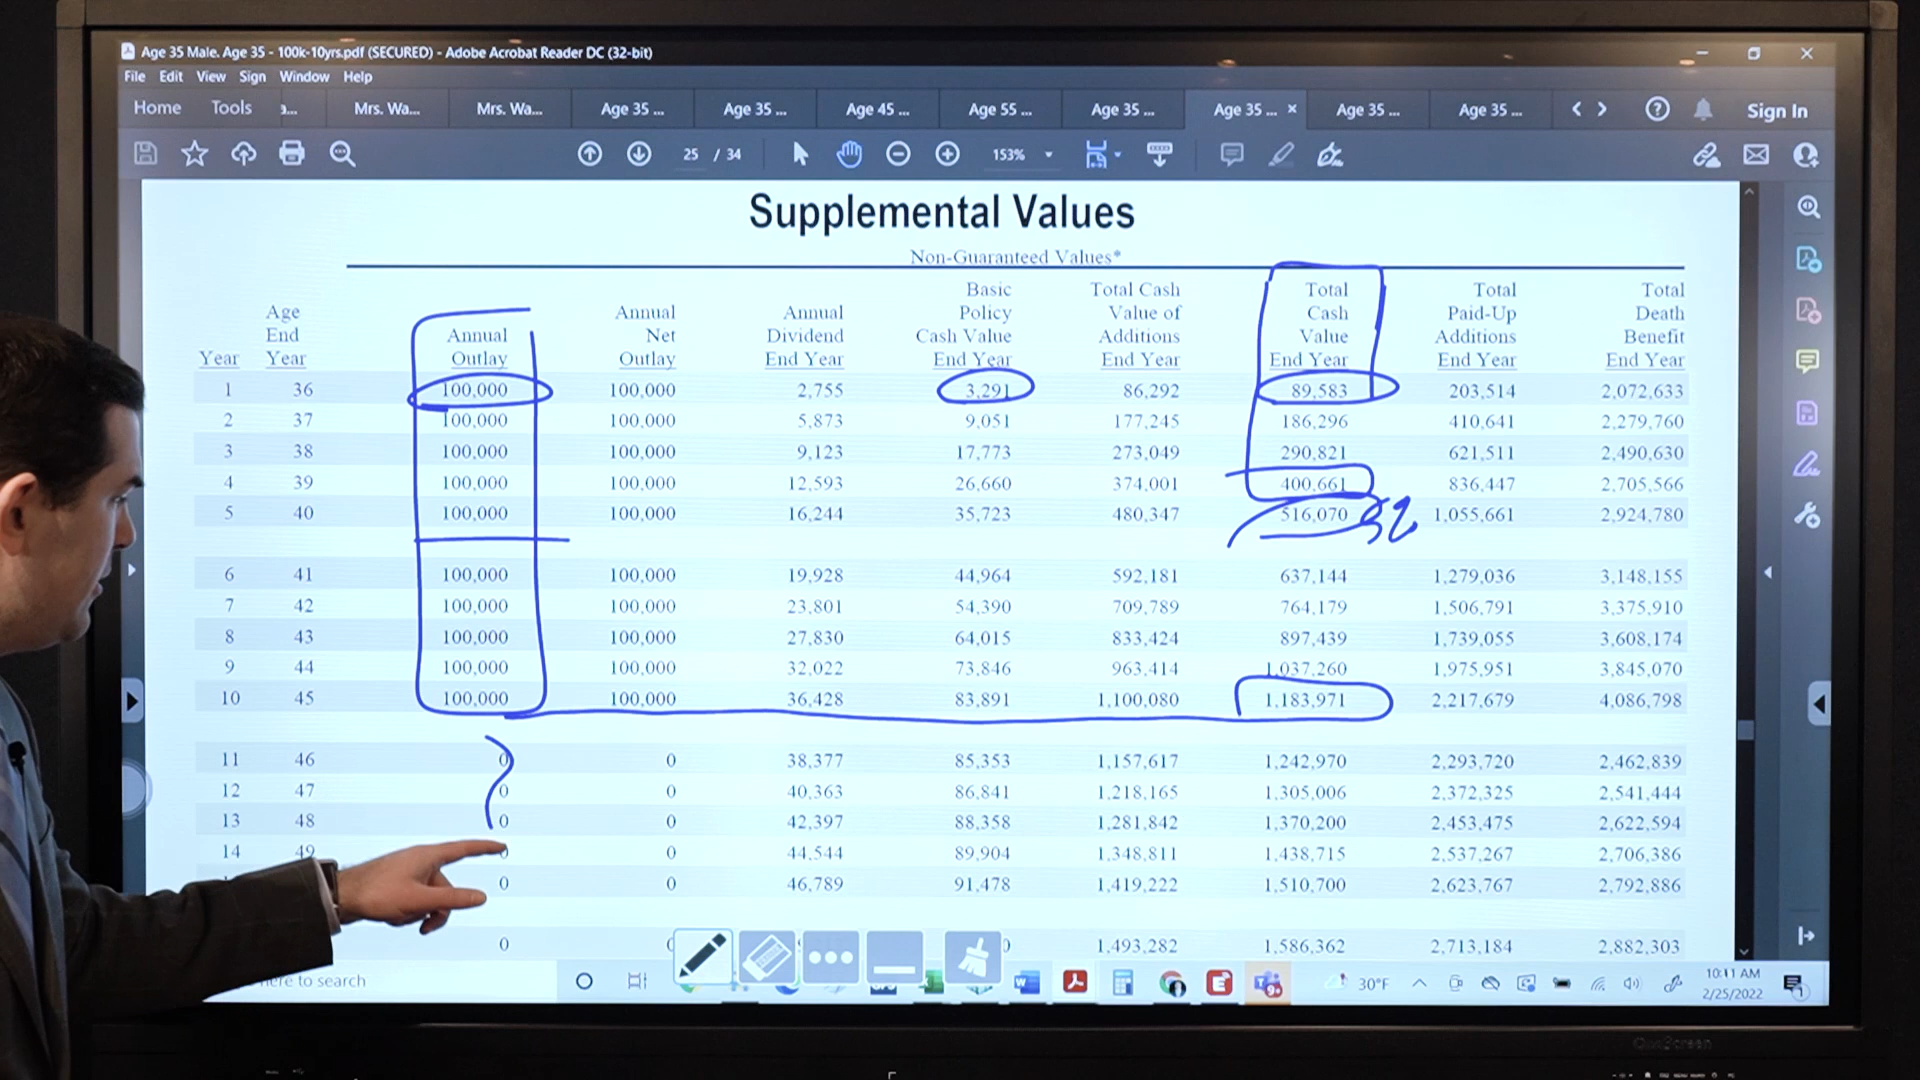 Age 35 Male. Age 35 - 100k-10yrs.pdf (SECURED) - Adobe Acrobat Reader DC (32-bit)
File Edit View Sign Window Help
Home Tools a... Mrs. Wa... Mrs. Wa... Age 35 ... Age 35 ... Age 45 ... Age 55 ... Age 35 ... Age 35 ... × Age 35 ... Age 35 ... Sign In
25 / 34 153%
Supplemental Values
Non-Guaranteed Values*
Basic Total Cash Total Total Total
Age Annual Annual Policy Value of Cash Paid-Up Death
End Annual Net Dividend Cash Value Additions Value Additions Benefit
Year Year Outlay Outlay End Year End Year End Year End Year End Year End Year
1 36 100,000 100,000 2,755 3,291 86,292 89,583 203,514 2,072,633
2 37 100,000 100,000 5,873 9,051 177,245 186,296 410,641 2,279,760
3 38 100,000 100,000 9,123 17,773 273,049 290,821 621,511 2,490,630
4 39 100,000 100,000 12,593 26,660 374,001 400,661 836,447 2,705,566
5 40 100,000 100,000 16,244 35,723 480,347 516,070 1,055,661 2,924,780
6 41 100,000 100,000 19,928 44,964 592,181 637,144 1,279,036 3,148,155
7 42 100,000 100,000 23,801 54,390 709,789 764,179 1,506,791 3,375,910
8 43 100,000 100,000 27,830 64,015 833,424 897,439 1,739,055 3,608,174
9 44 100,000 100,000 32,022 73,846 963,414 1,037,260 1,975,951 3,845,070
10 45 100,000 100,000 36,428 83,891 1,100,080 1,183,971 2,217,679 4,086,798
11 46 0 0 38,377 85,353 1,157,617 1,242,970 2,293,720 2,462,839
12 47 0 0 40,363 86,841 1,218,165 1,305,006 2,372,325 2,541,444
13 48 0 0 42,397 88,358 1,281,842 1,370,200 2,453,475 2,622,594
14 49 0 0 44,544 89,904 1,348,811 1,438,715 2,537,267 2,706,386
0 0 46,789 91,478 1,419,222 1,510,700 2,623,767 2,792,886
0 1,493,282 1,586,362 2,713,184 2,882,303
here to search 30°F 10:11 AM
2/25/2022